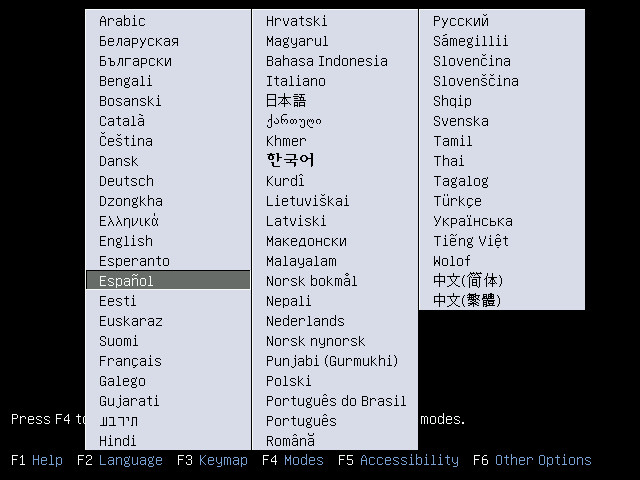 Arabic
Беларуская
Български
Bengali
Bosanski
Català
Čeština
Dansk
Deutsch
Dzongkha
Ελληνικά
English
Esperanto
Español
Eesti
Euskaraz
Suomi
Français
Galego
Gujarati
תירבע
Hindi
Hrvatski
Magyarul
Bahasa Indonesia
Italiano
日本語
ქართული
Khmer
한국어
Kurdî
Lietuviškai
Latviski
Македонски
Malayalam
Norsk bokmål
Nepali
Nederlands
Norsk nynorsk
Punjabi (Gurmukhi)
Polski
Português do Brasil
Português
Română
Русский
Sámegillii
Slovenčina
Slovenščina
Shqip
Svenska
Tamil
Thai
Tagalog
Türkçe
Українська
Tiếng Việt
Wolof
中文(简体)
中文(繁體)
Press F4 to modes.
F1 Help F2 Language F3 Keymap F4 Modes F5 Accessibility F6 Other Options